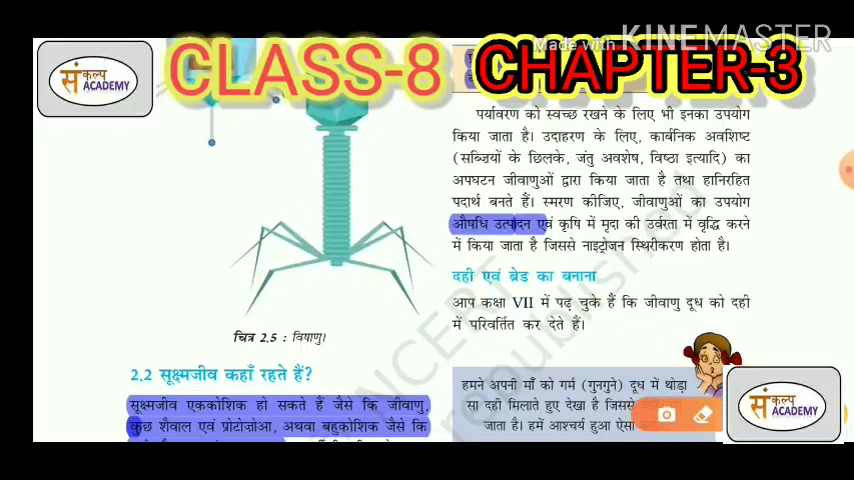 Made with KINEMASTER
CLASS-8 CHAPTER-3
संकल्प
ACADEMY
चित्र 2.5 : विषाणु।
2.2 सूक्ष्मजीव कहाँ रहते हैं?
सूक्ष्मजीव एककोशिक हो सकते हैं जैसे कि जीवाणु,
कुछ शैवाल एवं प्रोटोज़ोआ, अथवा बहुकोशिक जैसे कि
पर्यावरण को स्वच्छ रखने के लिए भी इनका उपयोग
किया जाता है। उदाहरण के लिए, कार्बनिक अवशिष्ट
(सब्जियों के छिलके, जंतु अवशेष, विष्ठा इत्यादि) का
अपघटन जीवाणुओं द्वारा किया जाता है तथा हानिरहित
पदार्थ बनते हैं। स्मरण कीजिए, जीवाणुओं का उपयोग
औषधि उत्पादन एवं कृषि में मृदा की उर्वरता में वृद्धि करने
में किया जाता है जिससे नाइट्रोजन स्थिरीकरण होता है।
दही एवं ब्रेड का बनाना
आप कक्षा VII में पढ़ चुके हैं कि जीवाणु दूध को दही
में परिवर्तित कर देते हैं।
हमने अपनी माँ को गर्म (गुनगुने) दूध में थोड़ा
सा दही मिलाते हुए देखा है जिससे
जाता है। हमें आश्चर्य हुआ ऐसा
संकल्प
ACADEMY
NCERT
republished